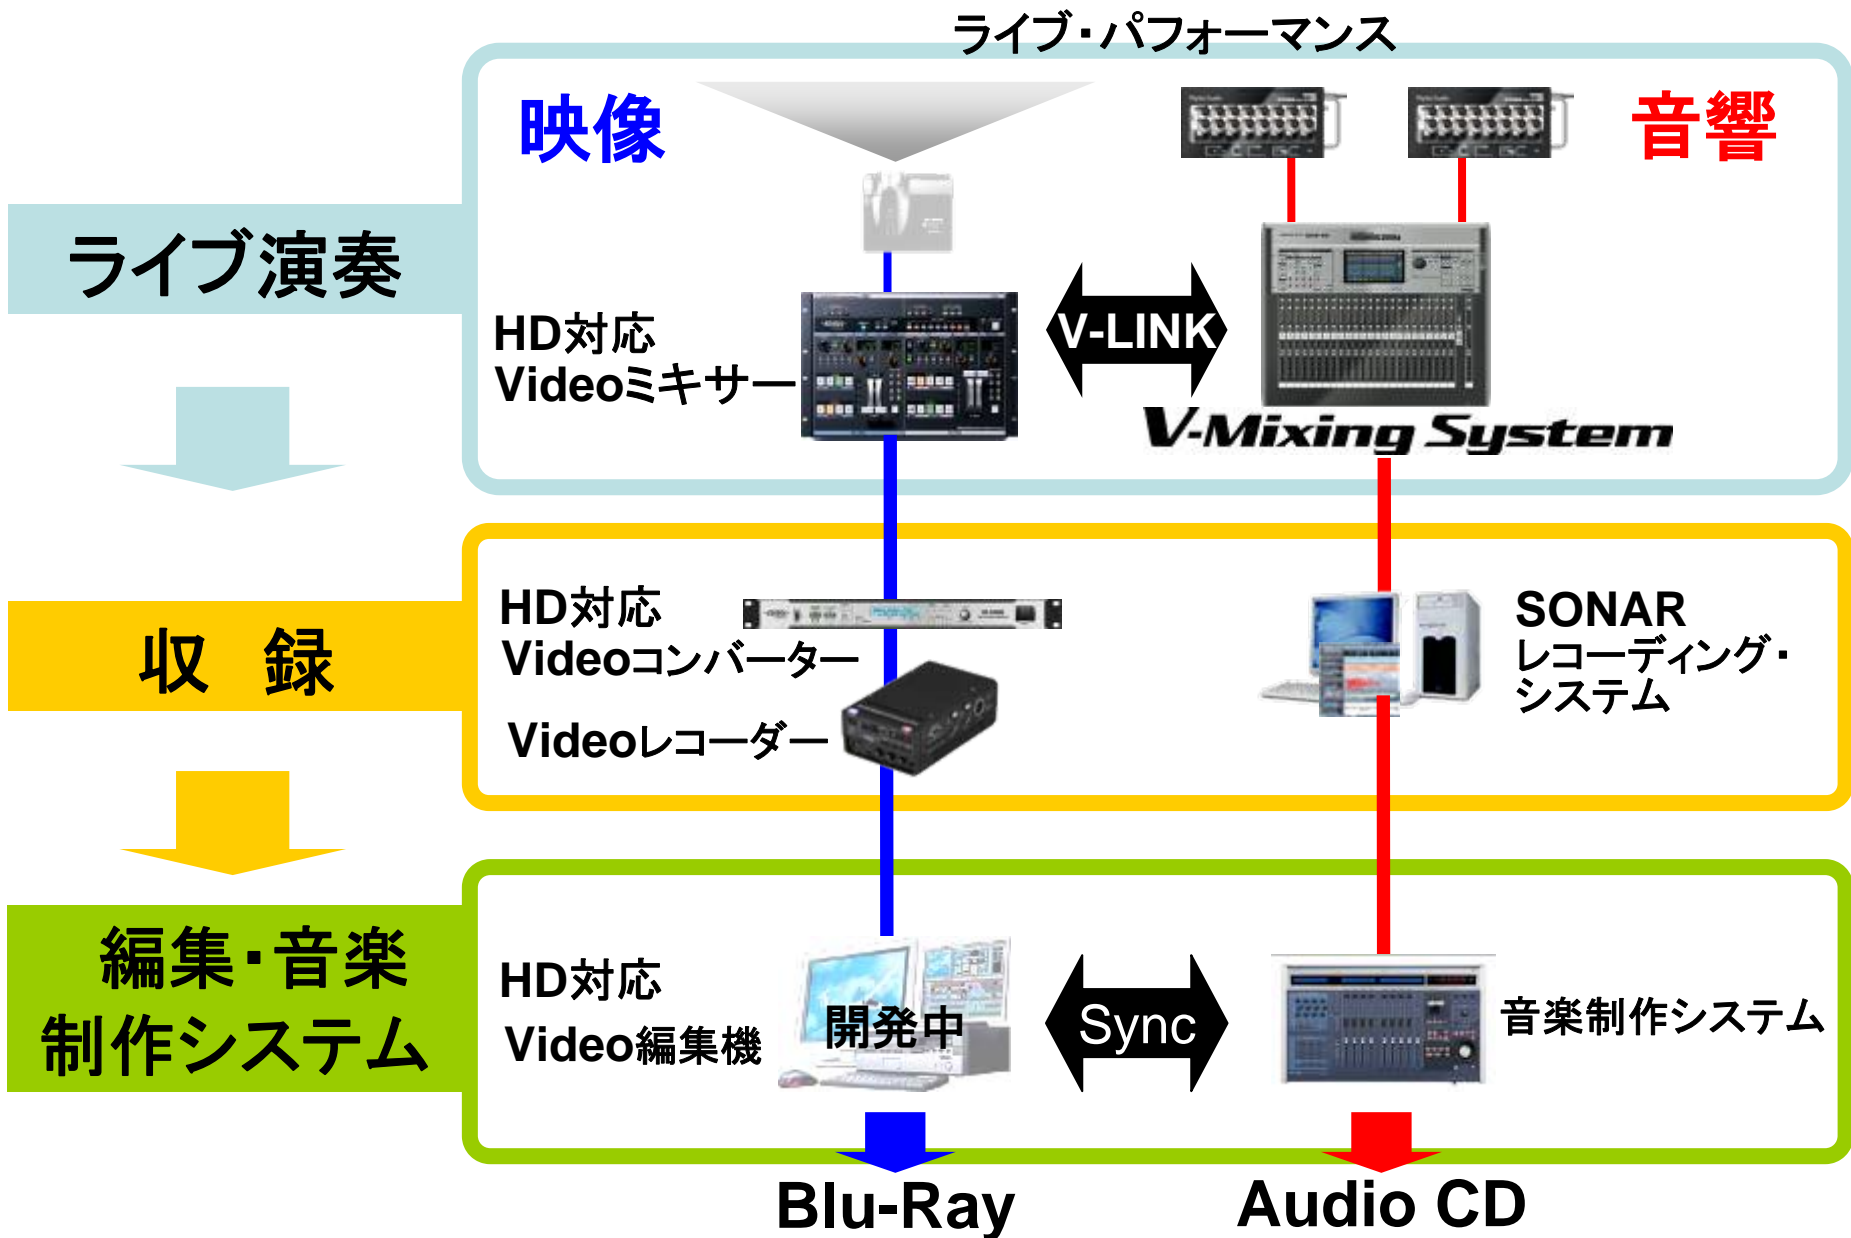 ライブ・パフォーマンス
映像
音響
ライブ演奏
HD対応
Videoミキサー
V-LINK
V-Mixing System
収 録
HD対応
Videoコンバーター
Videoレコーダー
SONAR
レコーディング・
システム
編集・音楽
制作システム
HD対応
Video編集機
開発中
Sync
音楽制作システム
Blu-Ray
Audio CD